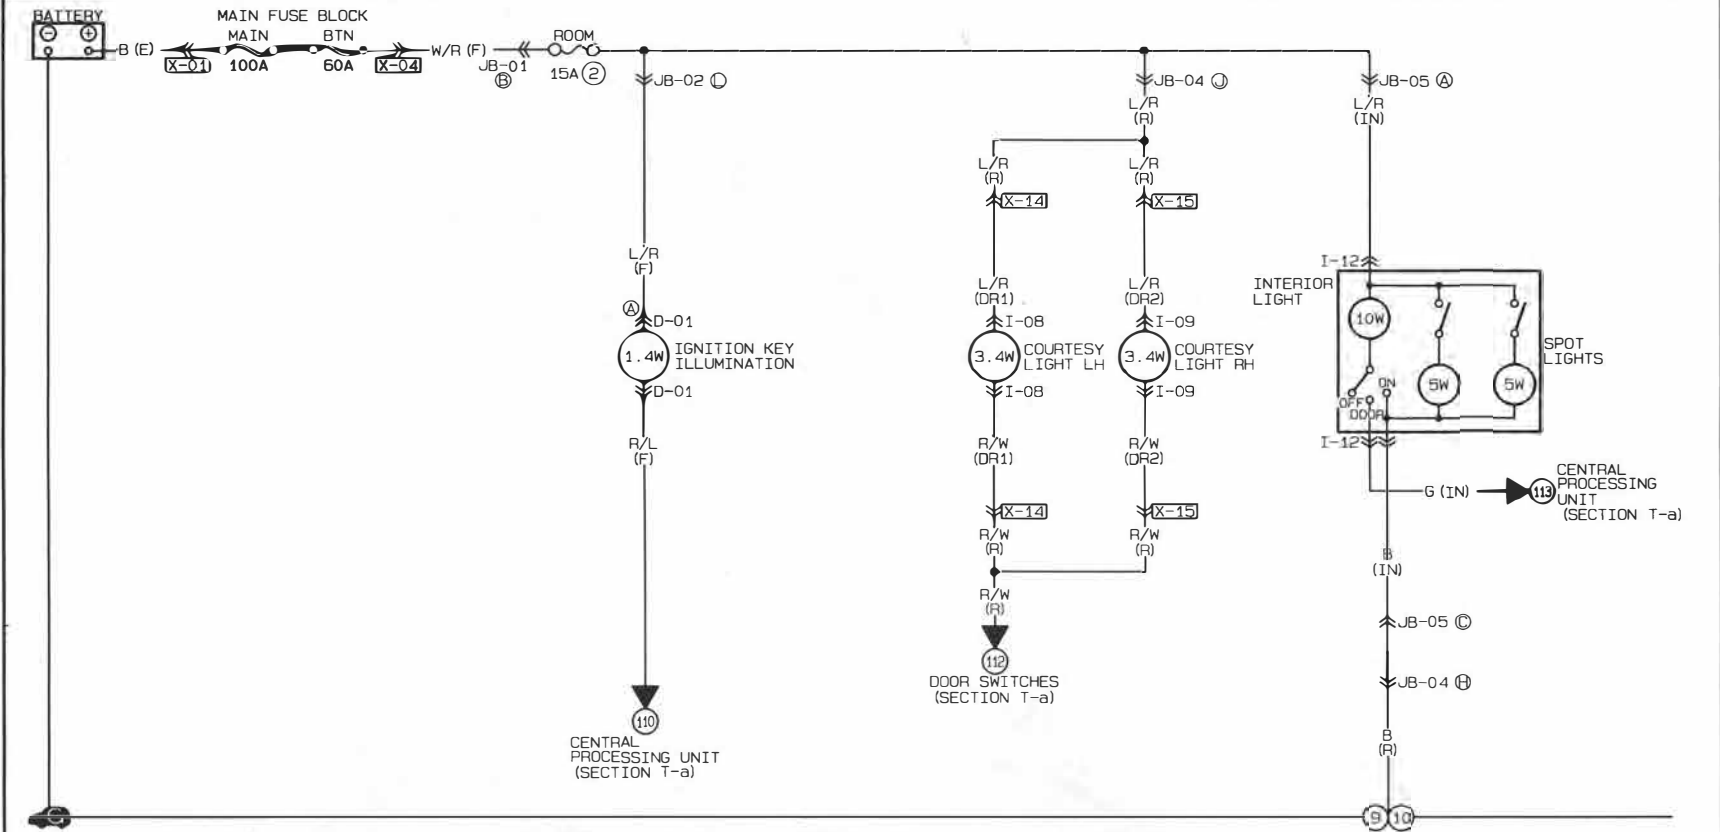 BATTERY
MAIN FUSE BLOCK
MAIN
BTN
ROOM
B (E)
W/R (F)
X-01
100A
60A
X-04
JB-01
B
15A 2
JB-02 L
JB-04 J
JB-05 A
L/R
(R)
L/R
(IN)
L/R
(R)
L/R
(R)
X-14
X-15
L/R
(F)
I-12
L/R
(DR1)
L/R
(DR2)
INTERIOR
LIGHT
A
D-01
I-08
I-09
10W
1.4W
IGNITION KEY
ILLUMINATION
3.4W
COURTESY
LIGHT LH
3.4W
COURTESY
LIGHT RH
SPOT
LIGHTS
D-01
I-08
I-09
ON
5W
5W
OFF
DOOR
R/L
(F)
R/W
(DR1)
R/W
(DR2)
I-12
G (IN)
113
CENTRAL
PROCESSING
UNIT
(SECTION T-a)
X-14
X-15
R/W
(R)
R/W
(R)
B
(IN)
R/W
(R)
JB-05 C
112
DOOR SWITCHES
(SECTION T-a)
JB-04 H
110
CENTRAL
PROCESSING UNIT
(SECTION T-a)
B
(R)
C
9 10